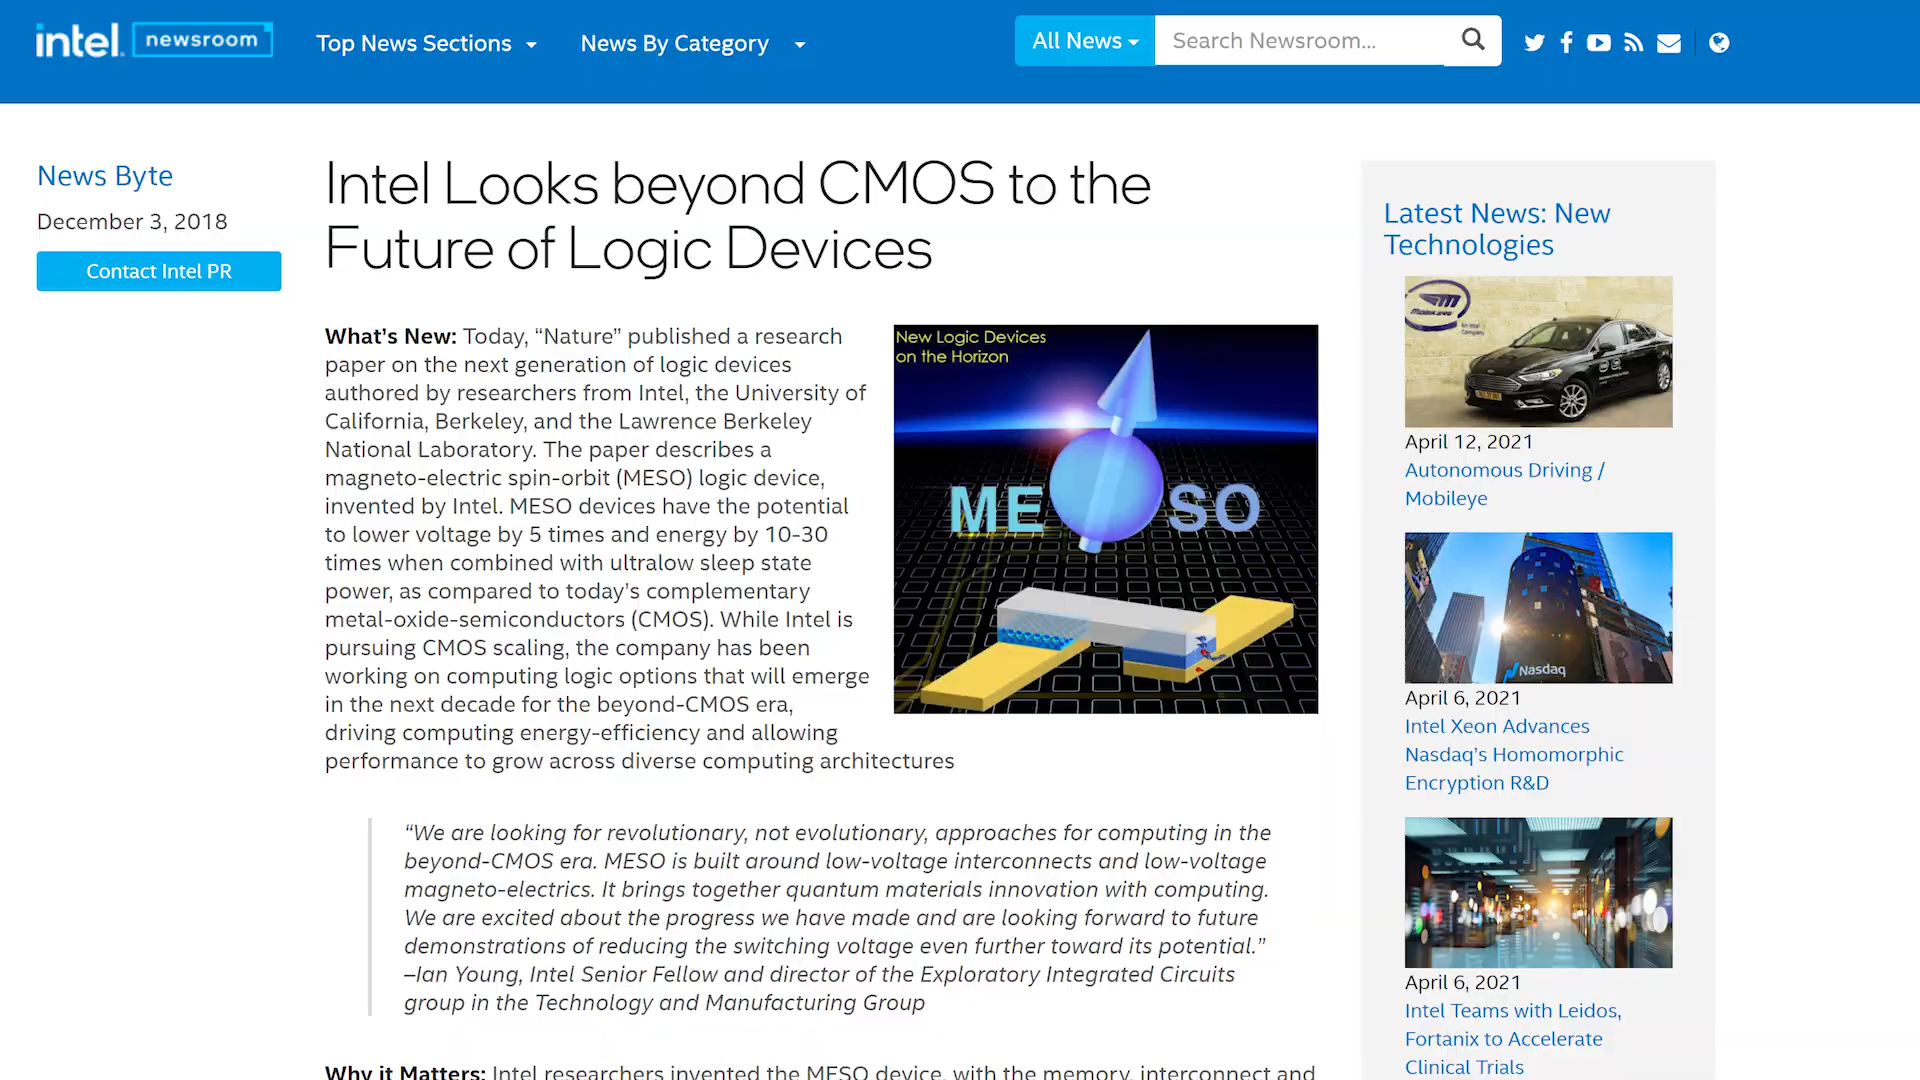 intel. newsroom
Top News Sections
News By Category
All News
Search Newsroom...
News Byte
December 3, 2018
Contact Intel PR
Intel Looks beyond CMOS to the
Future of Logic Devices
What's New: Today, “Nature” published a research
paper on the next generation of logic devices
authored by researchers from Intel, the University of
California, Berkeley, and the Lawrence Berkeley
National Laboratory. The paper describes a
magneto-electric spin-orbit (MESO) logic device,
invented by Intel. MESO devices have the potential
to lower voltage by 5 times and energy by 10-30
times when combined with ultralow sleep state
power, as compared to today’s complementary
metal-oxide-semiconductors (CMOS). While Intel is
pursuing CMOS scaling, the company has been
working on computing logic options that will emerge
in the next decade for the beyond-CMOS era,
driving computing energy-efficiency and allowing
performance to grow across diverse computing architectures
New Logic Devices
on the Horizon
ME SO
“We are looking for revolutionary, not evolutionary, approaches for computing in the
beyond-CMOS era. MESO is built around low-voltage interconnects and low-voltage
magneto-electrics. It brings together quantum materials innovation with computing.
We are excited about the progress we have made and are looking forward to future
demonstrations of reducing the switching voltage even further toward its potential.”
–Ian Young, Intel Senior Fellow and director of the Exploratory Integrated Circuits
group in the Technology and Manufacturing Group
Why it Matters: Intel researchers invented the MESO device, with the memory, interconnect and
Latest News: New
Technologies
mobileye
An Intel
Company
April 12, 2021
Autonomous Driving /
Mobileye
Nasdaq
April 6, 2021
Intel Xeon Advances
Nasdaq’s Homomorphic
Encryption R&D
April 6, 2021
Intel Teams with Leidos,
Fortanix to Accelerate
Clinical Trials